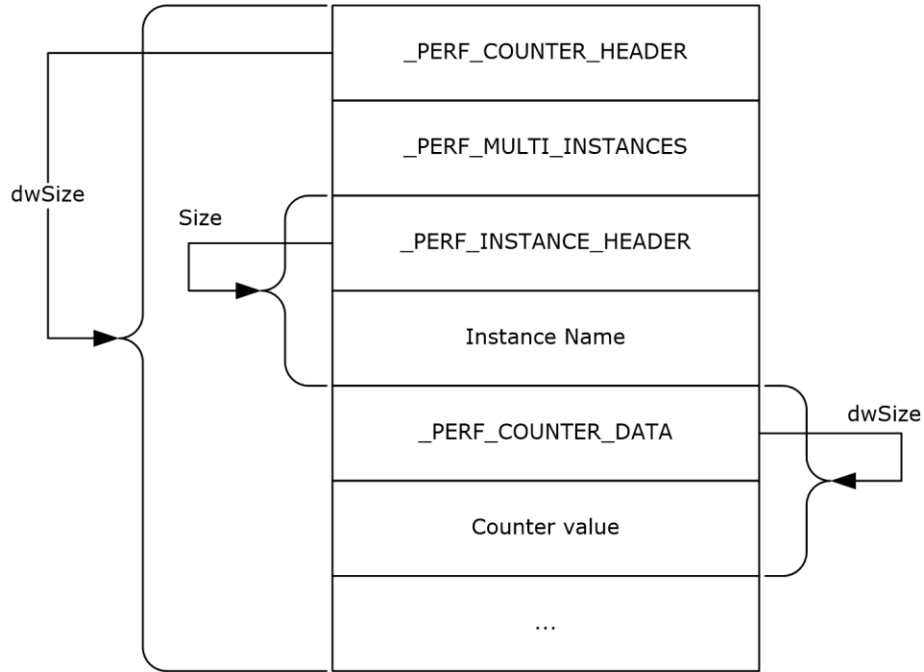 _PERF_COUNTER_HEADER
_PERF_MULTI_INSTANCES
dwSize
Size
_PERF_INSTANCE_HEADER
Instance Name
dwSize
_PERF_COUNTER_DATA
Counter value
...